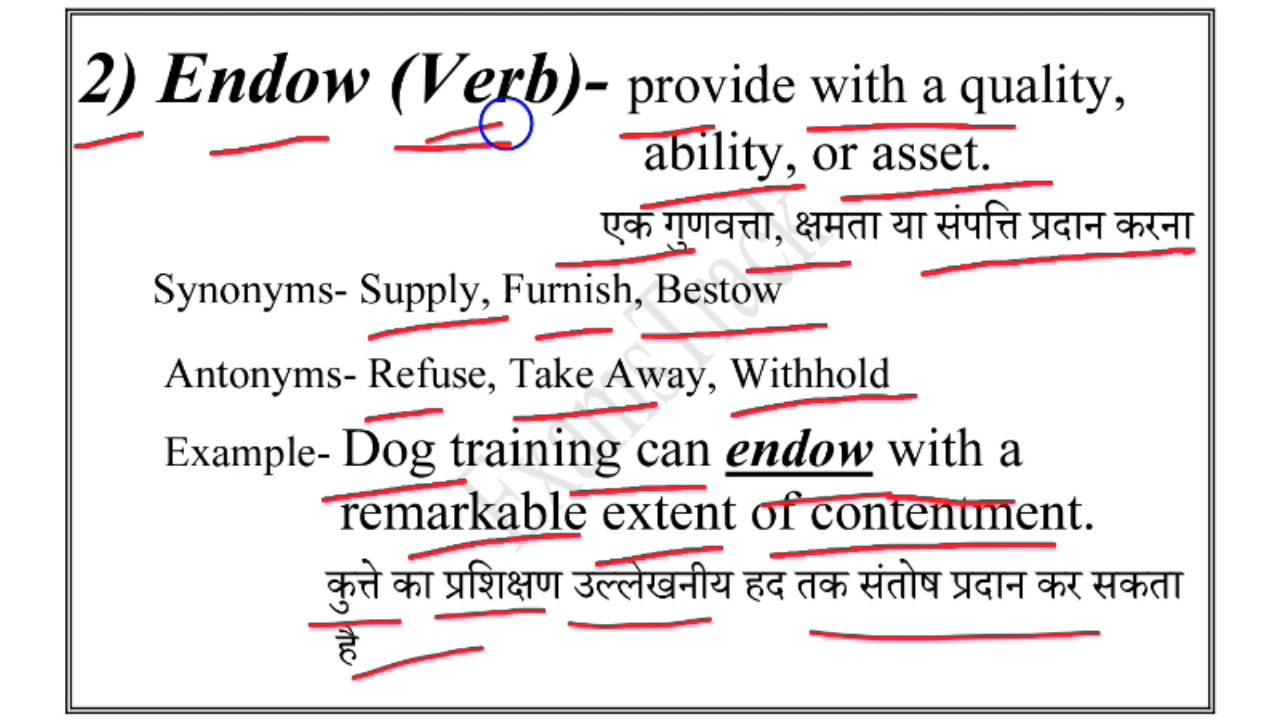 2) Endow (Verb)- provide with a quality,
ability, or asset.
एक गुणवत्ता, क्षमता या संपत्ति प्रदान करना
Synonyms- Supply, Furnish, Bestow
Antonyms- Refuse, Take Away, Withhold
Example- Dog training can endow with a
remarkable extent of contentment.
कुत्ते का प्रशिक्षण उल्लेखनीय हद तक संतोष प्रदान कर सकता
है
ExamsTrack